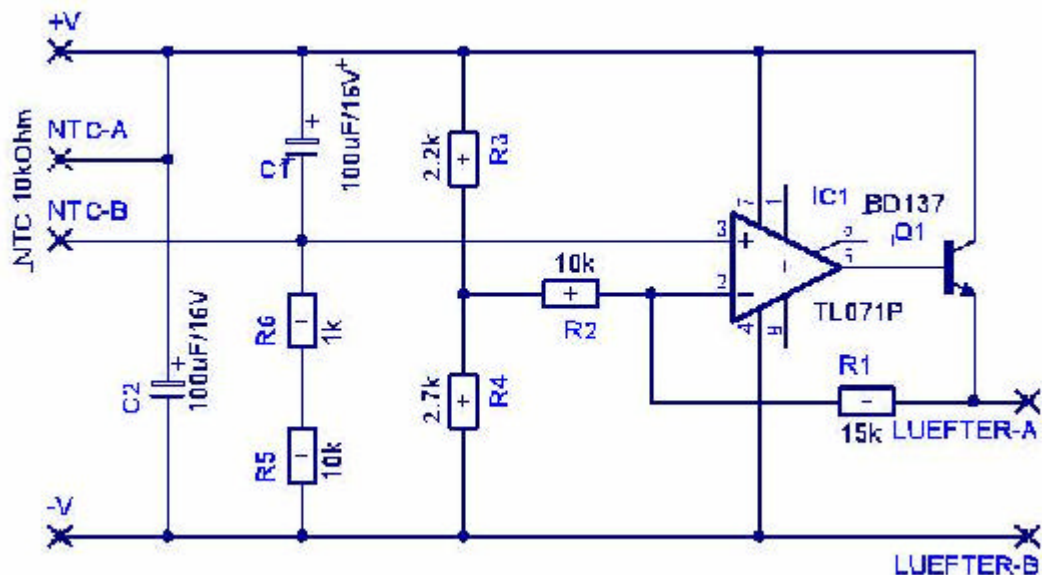 +V
NTC-A
NTC 10kOhm
NTC-B
C1
100uF/16V
2.2k
R3
IC1
BD137
Q1
7
1
3
2
6
4
10k
R2
TL071P
R6
1k
C2
100uF/16V
2.7k
R4
R1
15k
LUEFTER-A
R5
10k
-V
LUEFTER-B